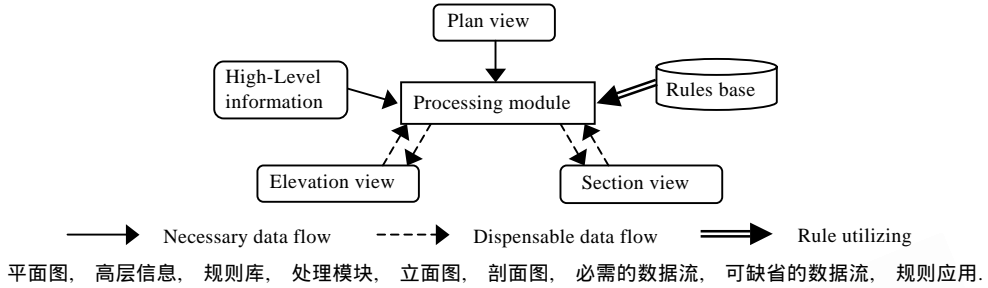 Plan view
High-Level
information
Processing module
Rules base
Elevation view
Section view
Necessary data flow
Dispensable data flow
Rule utilizing
平面图, 高层信息, 规则库, 处理模块, 立面图, 剖面图, 必需的数据流, 可缺省的数据流, 规则应用.